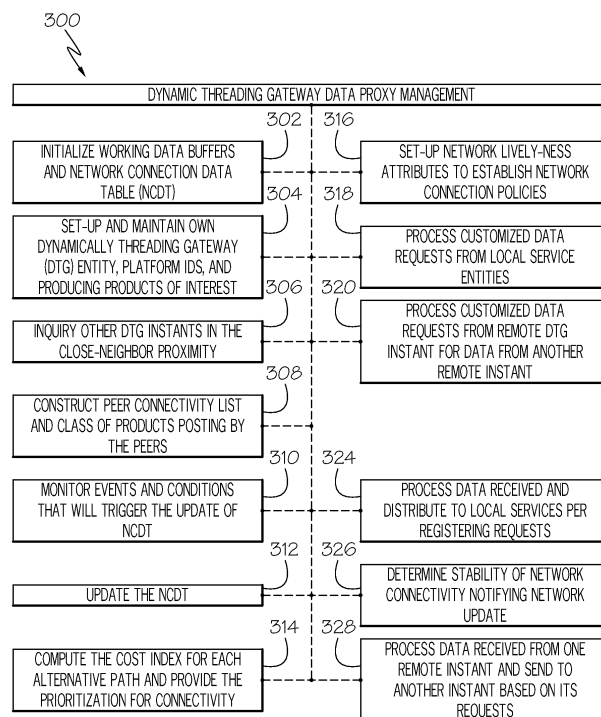 300
DYNAMIC THREADING GATEWAY DATA PROXY MANAGEMENT
302
INITIALIZE WORKING DATA BUFFERS
AND NETWORK CONNECTION DATA
TABLE (NCDT)
304
SET-UP AND MAINTAIN OWN
DYNAMICALLY THREADING GATEWAY
(DTG) ENTITY, PLATFORM IDS, AND
PRODUCING PRODUCTS OF INTEREST
306
INQUIRY OTHER DTG INSTANTS IN THE
CLOSE-NEIGHBOR PROXIMITY
308
CONSTRUCT PEER CONNECTIVITY LIST
AND CLASS OF PRODUCTS POSTING BY
THE PEERS
310
MONITOR EVENTS AND CONDITIONS
THAT WILL TRIGGER THE UPDATE OF
NCDT
312
UPDATE THE NCDT
314
COMPUTE THE COST INDEX FOR EACH
ALTERNATIVE PATH AND PROVIDE THE
PRIORITIZATION FOR CONNECTIVITY
316
SET-UP NETWORK LIVELY-NESS
ATTRIBUTES TO ESTABLISH NETWORK
CONNECTION POLICIES
318
PROCESS CUSTOMIZED DATA
REQUESTS FROM LOCAL SERVICE
ENTITIES
320
PROCESS CUSTOMIZED DATA
REQUESTS FROM REMOTE DTG
INSTANT FOR DATA FROM ANOTHER
REMOTE INSTANT
324
PROCESS DATA RECEIVED AND
DISTRIBUTE TO LOCAL SERVICES PER
REGISTERING REQUESTS
326
DETERMINE STABILITY OF NETWORK
CONNECTIVITY NOTIFYING NETWORK
UPDATE
328
PROCESS DATA RECEIVED FROM ONE
REMOTE INSTANT AND SEND TO
ANOTHER INSTANT BASED ON ITS
REQUESTS